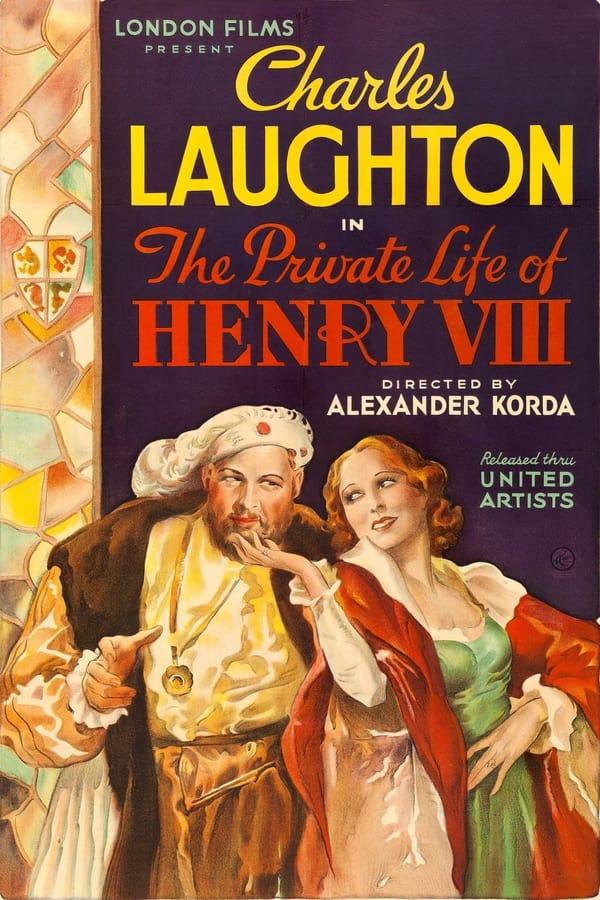 LONDON FILMS
PRESENT
Charles
LAUGHTON
IN
The Private Life of
HENRY VIII
DIRECTED BY
ALEXANDER KORDA
Released thru
UNITED
ARTISTS